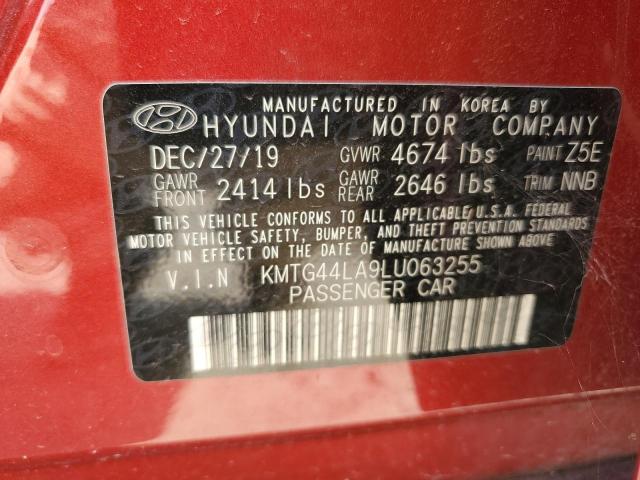 MANUFACTURED IN KOREA BY
HYUNDAI MOTOR COMPANY
DEC/27/19 GVWR 4674 lbs PAINT Z5E
GAWR FRONT 2414 lbs GAWR REAR 2646 lbs TRIM NNB
THIS VEHICLE CONFORMS TO ALL APPLICABLE U.S.A. FEDERAL
MOTOR VEHICLE SAFETY, BUMPER, AND THEFT PREVENTION STANDARDS
IN EFFECT ON THE DATE OF MANUFACTURE SHOWN ABOVE
V.I.N KMTG44LA9LU063255
PASSENGER CAR